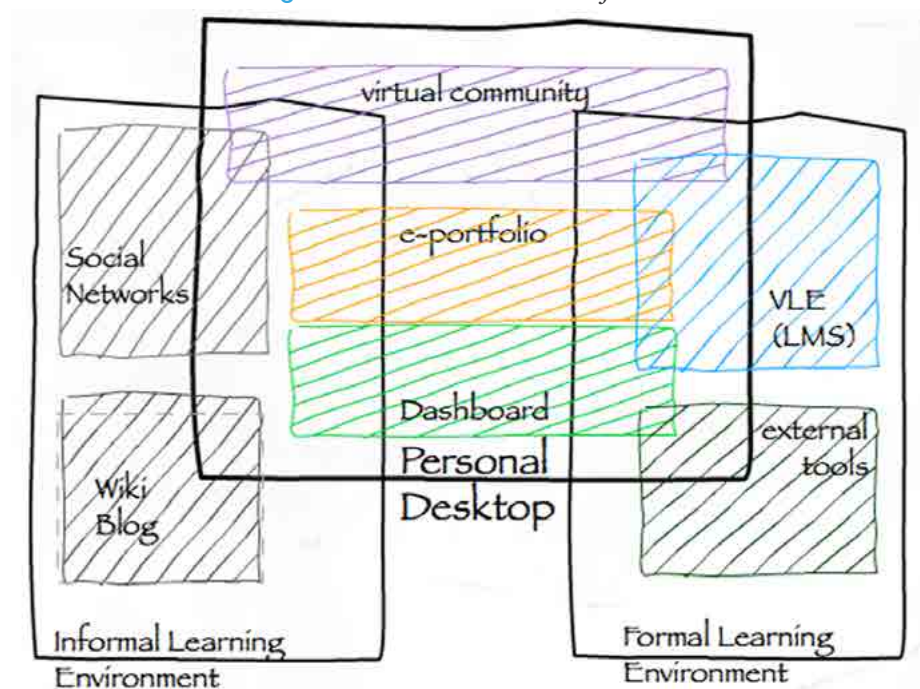 virtual community
e-portfolio
Social
Networks
VLE
(LMS)
Dashboard
external
tools
Personal
Desktop
Wiki
Blog
Informal Learning
Environment
Formal Learning
Environment